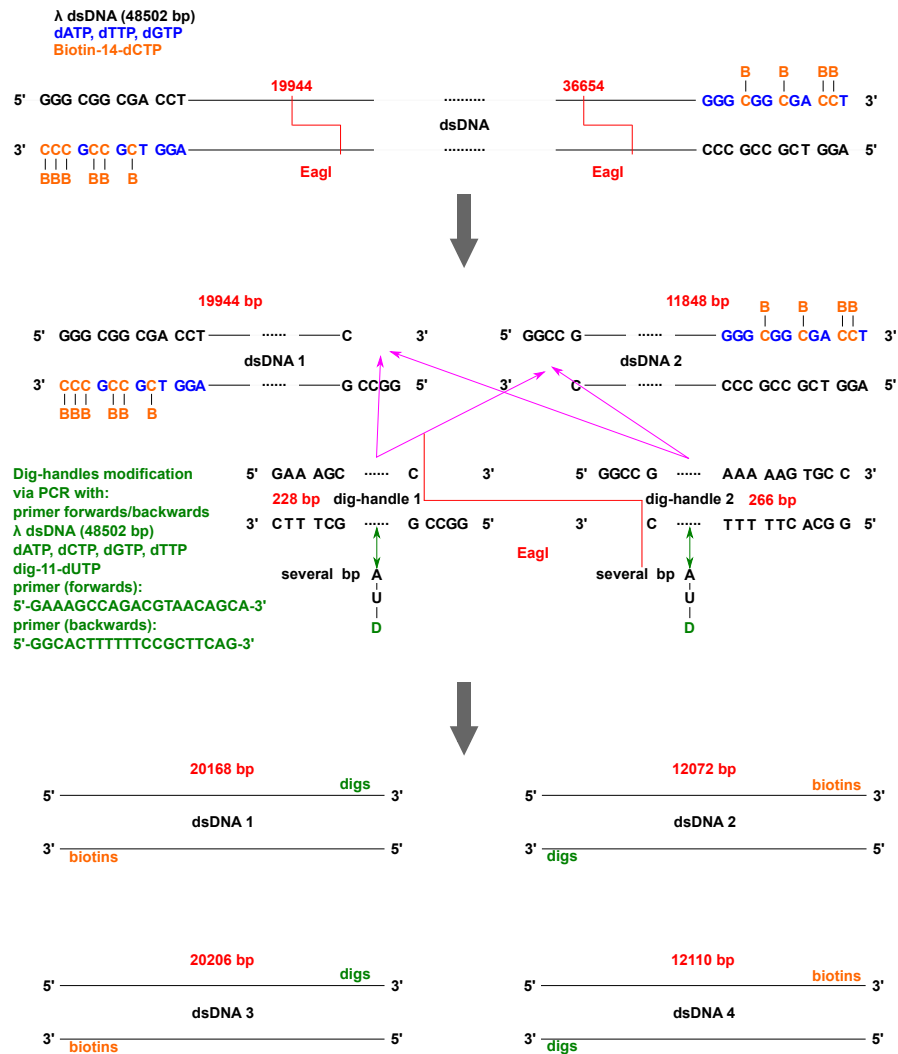 λ dsDNA (48502 bp)
dATP, dTTP, dGTP
Biotin-14-dCTP
B B BB
19944 36654
5' GGG CGG CGA CCT .......... GGG CGG CGA CCT 3'
dsDNA
3' CCC GCC GCT GGA .......... CCC GCC GCT GGA 5'
EagI EagI
BBB BB B
19944 bp 11848 bp
B B BB
5' GGG CGG CGA CCT ...... C 3' 5' GGCC G ...... GGG CGG CGA CCT 3'
dsDNA 1 dsDNA 2
3' CCC GCC GCT GGA ...... G CCGG 5' 3' C ...... CCC GCC GCT GGA 5'
BBB BB B
5' GAA AGC ...... C 3' 5' GGCC G ...... AAA AAG TGC C 3'
228 bp dig-handle 1 dig-handle 2 266 bp
3' CTT TCG ...... G CCGG 5' 3' C ...... TTT TTC ACG G 5'
EagI
several bp A several bp A
U U
D D
Dig-handles modification
via PCR with:
primer forwards/backwards
λ dsDNA (48502 bp)
dATP, dCTP, dGTP, dTTP
dig-11-dUTP
primer (forwards):
5'-GAAAGCCAGACGTAACAGCA-3'
primer (backwards):
5'-GGCACTTTTTTCCGCTTCAG-3'
20168 bp 12072 bp
digs biotins
5' 3' 5' 3'
dsDNA 1 dsDNA 2
3' 5' 3' 5'
biotins digs
20206 bp 12110 bp
digs biotins
5' 3' 5' 3'
dsDNA 3 dsDNA 4
3' 5' 3' 5'
biotins digs